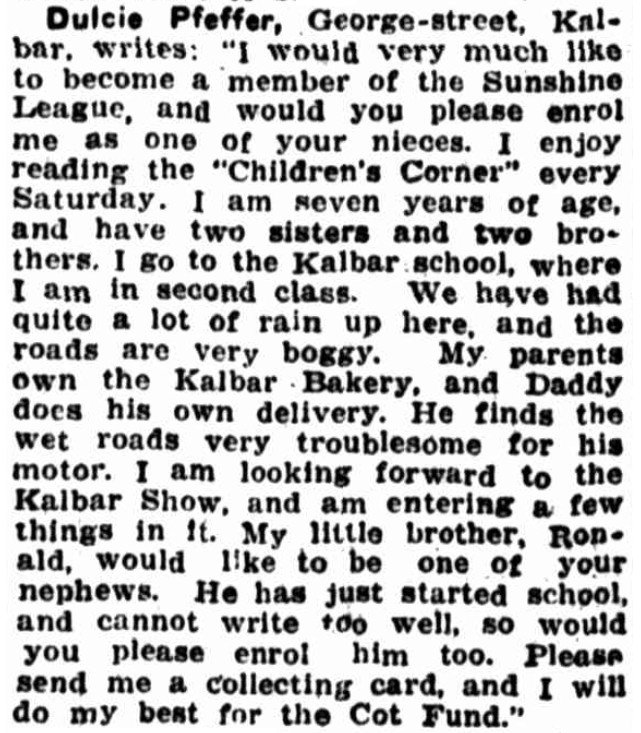 Dulcie Pfeffer, George-street, Kal-
bar, writes: "I would very much like
to become a member of the Sunshine
League, and would you please enrol
me as one of your nieces. I enjoy
reading the "Children's Corner" every
Saturday. I am seven years of age,
and have two sisters and two bro-
thers. I go to the Kalbar school, where
I am in second class. We have had
quite a lot of rain up here, and the
roads are very boggy. My parents
own the Kalbar Bakery, and Daddy
does his own delivery. He finds the
wet roads very troublesome for his
motor. I am looking forward to the
Kalbar Show, and am entering a few
things in it. My little brother, Ron-
ald, would like to be one of your
nephews. He has just started school,
and cannot write too well, so would
you please enrol him too. Please
send me a collecting card, and I will
do my best for the Cot Fund."